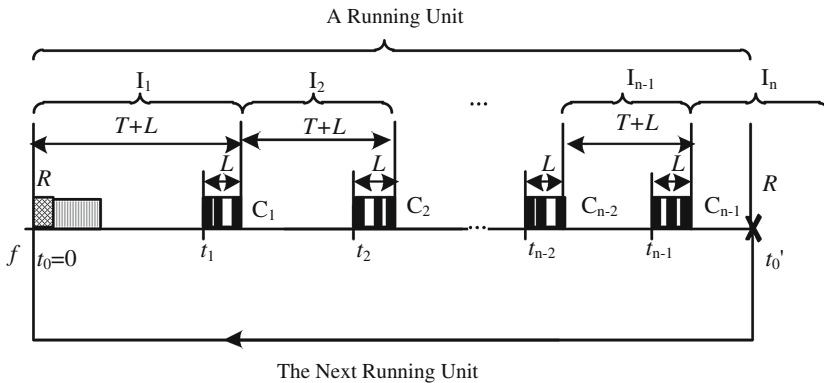 A Running Unit
I1 I2 ... In-1 In
T+L T+L T+L
R L L L L R
C1 C2 Cn-2 Cn-1
f t0=0 t1 t2 ... tn-2 tn-1 t0'
The Next Running Unit